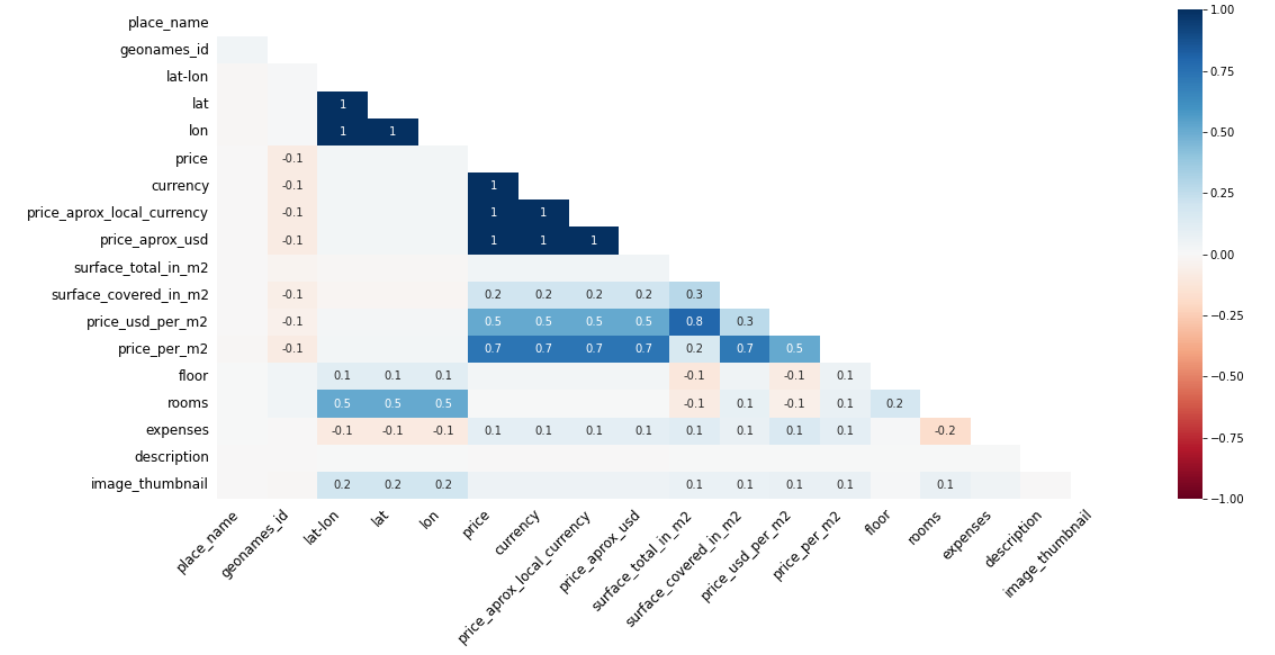 place_name
geonames_id
lat-lon
lat 1
lon 1 1
price -0.1
currency -0.1 1
price_aprox_local_currency -0.1 1 1
price_aprox_usd -0.1 1 1 1
surface_total_in_m2
surface_covered_in_m2 -0.1 0.2 0.2 0.2 0.2 0.3
price_usd_per_m2 -0.1 0.5 0.5 0.5 0.5 0.8 0.3
price_per_m2 -0.1 0.7 0.7 0.7 0.7 0.2 0.7 0.5
floor 0.1 0.1 0.1 -0.1 -0.1 0.1
rooms 0.5 0.5 0.5 -0.1 0.1 -0.1 0.1 0.2
expenses -0.1 -0.1 -0.1 0.1 0.1 0.1 0.1 0.1 0.1 0.1 0.1 -0.2
description
image_thumbnail 0.2 0.2 0.2 0.1 0.1 0.1 0.1 0.1
place_name
geonames_id
lat-lon
lat
lon
price
currency
price_aprox_local_currency
price_aprox_usd
surface_total_in_m2
surface_covered_in_m2
price_usd_per_m2
price_per_m2
floor
rooms
expenses
description
image_thumbnail
1.00
0.75
0.50
0.25
0.00
−0.25
−0.50
−0.75
−1.00